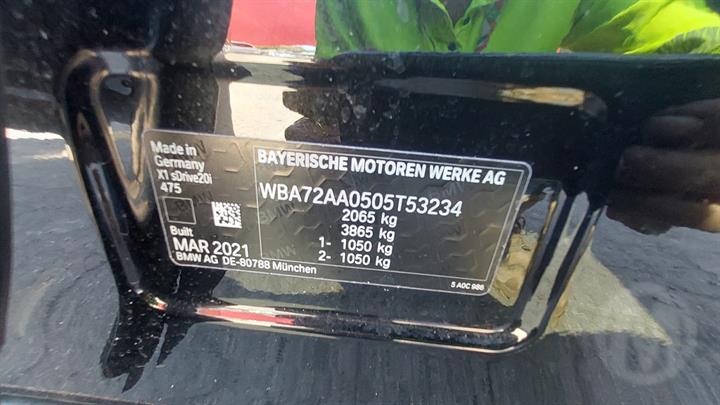 Made in
Germany
X1 sDrive20i
475
Built
MAR 2021
BMW AG DE-80788 München
BAYERISCHE MOTOREN WERKE AG
WBA72AA0505T53234
2065 kg
3865 kg
1- 1050 kg
2- 1050 kg
5 A0C 986